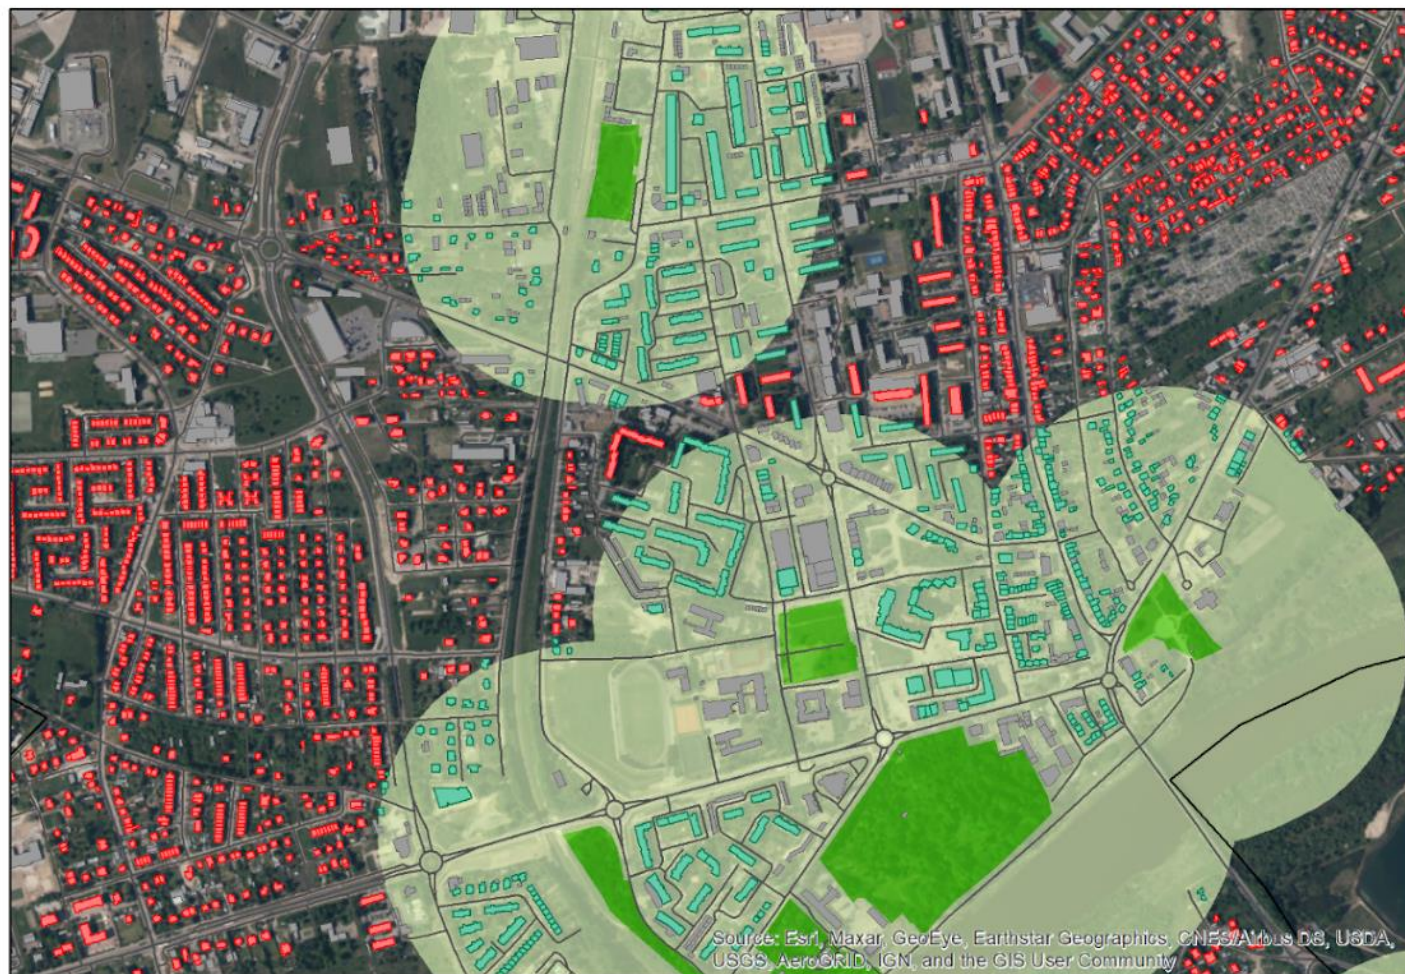 Source: Esri, Maxar, GeoEye, Earthstar Geographics, CNES/Airbus DS, USDA,
USGS, AeroGRID, IGN, and the GIS User Community